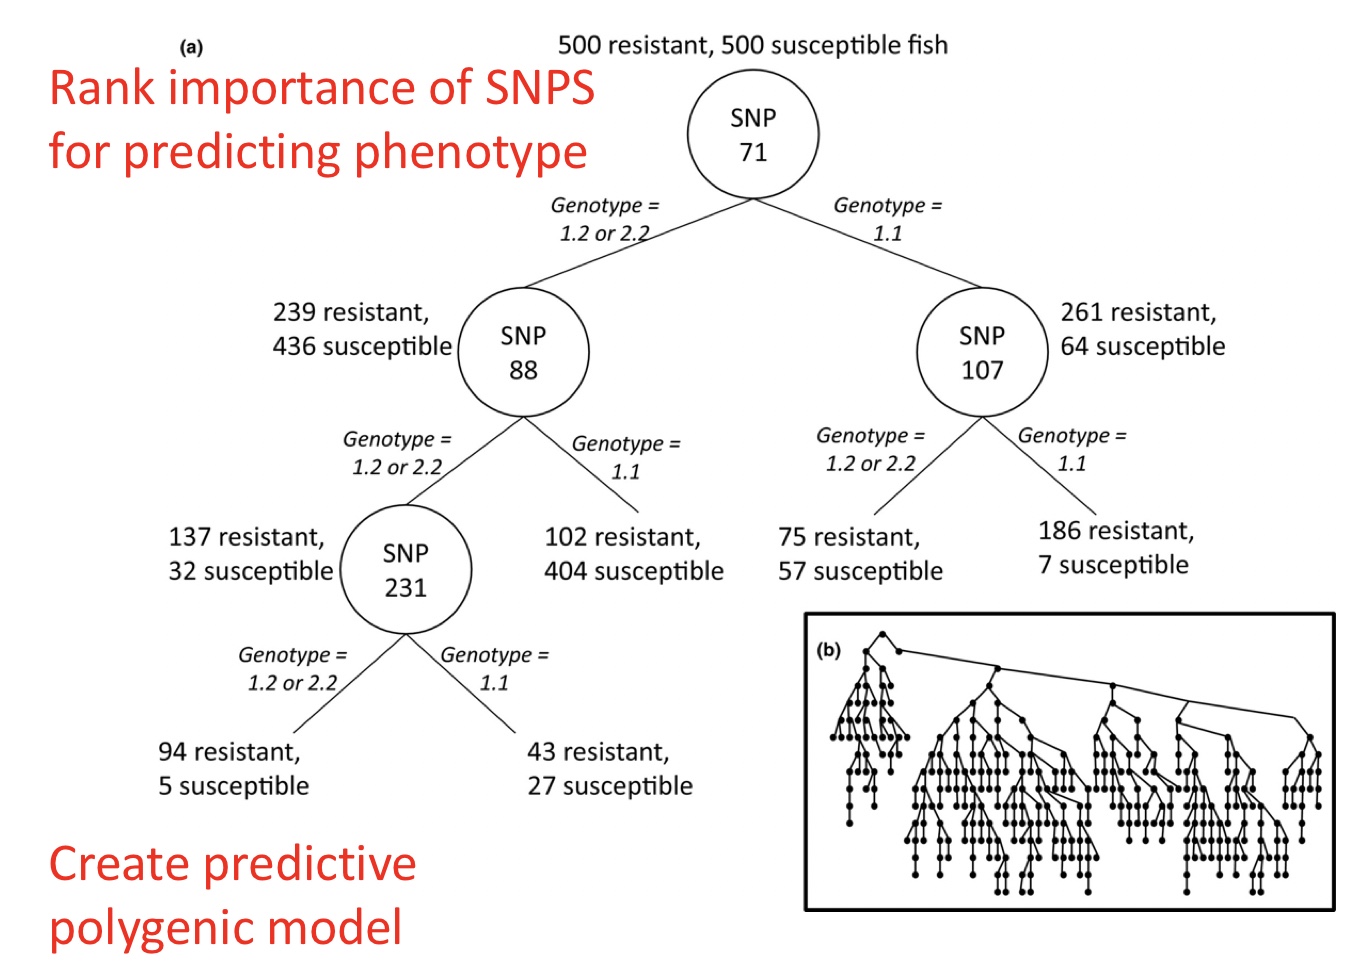 (a)
500 resistant, 500 susceptible fish
Rank importance of SNPS
for predicting phenotype
SNP
71
Genotype =
1.2 or 2.2
Genotype =
1.1
239 resistant,
436 susceptible
SNP
88
SNP
107
261 resistant,
64 susceptible
Genotype =
1.2 or 2.2
Genotype =
1.1
Genotype =
1.2 or 2.2
Genotype =
1.1
137 resistant,
32 susceptible
SNP
231
102 resistant,
404 susceptible
75 resistant,
57 susceptible
186 resistant,
7 susceptible
Genotype =
1.2 or 2.2
Genotype =
1.1
(b)
94 resistant,
5 susceptible
43 resistant,
27 susceptible
Create predictive
polygenic model